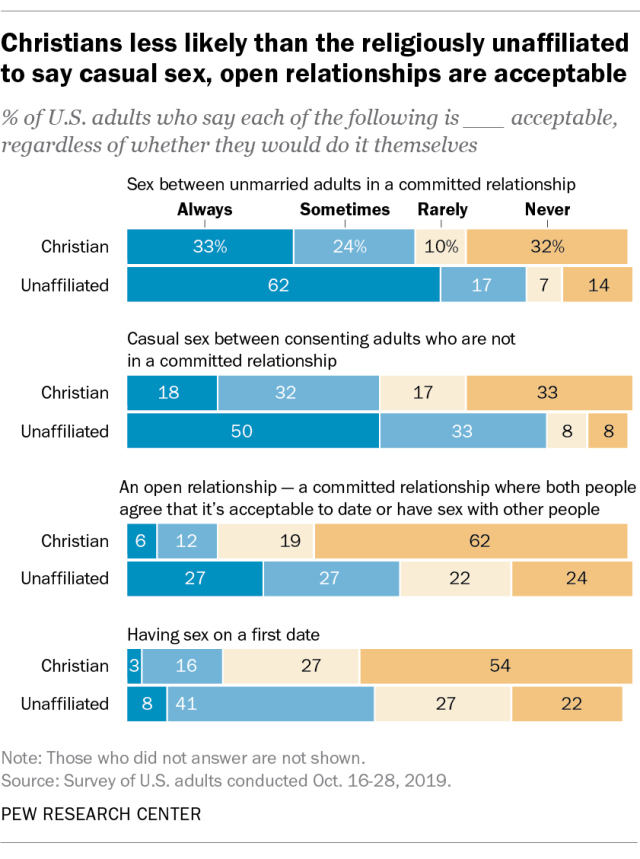 Christians less likely than the religiously unaffiliated
to say casual sex, open relationships are acceptable
% of U.S. adults who say each of the following is ___ acceptable,
regardless of whether they would do it themselves
Sex between unmarried adults in a committed relationship
Always Sometimes Rarely Never
Christian 33% 24% 10% 32%
Unaffiliated 62 17 7 14
Casual sex between consenting adults who are not
in a committed relationship
Christian 18 32 17 33
Unaffiliated 50 33 8 8
An open relationship — a committed relationship where both people
agree that it's acceptable to date or have sex with other people
Christian 6 12 19 62
Unaffiliated 27 27 22 24
Having sex on a first date
Christian 3 16 27 54
Unaffiliated 8 41 27 22
Note: Those who did not answer are not shown.
Source: Survey of U.S. adults conducted Oct. 16-28, 2019.
PEW RESEARCH CENTER